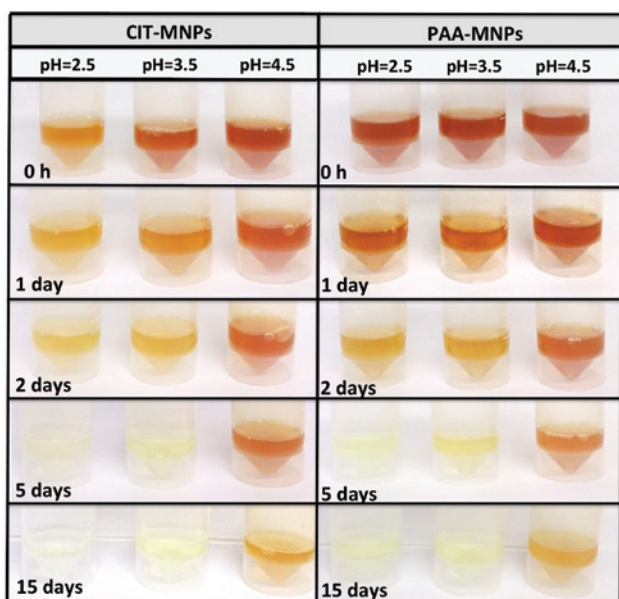 CIT-MNPs PAA-MNPs
pH=2.5 pH=3.5 pH=4.5 pH=2.5 pH=3.5 pH=4.5
0 h 0 h
1 day 1 day
2 days 2 days
5 days 5 days
15 days 15 days